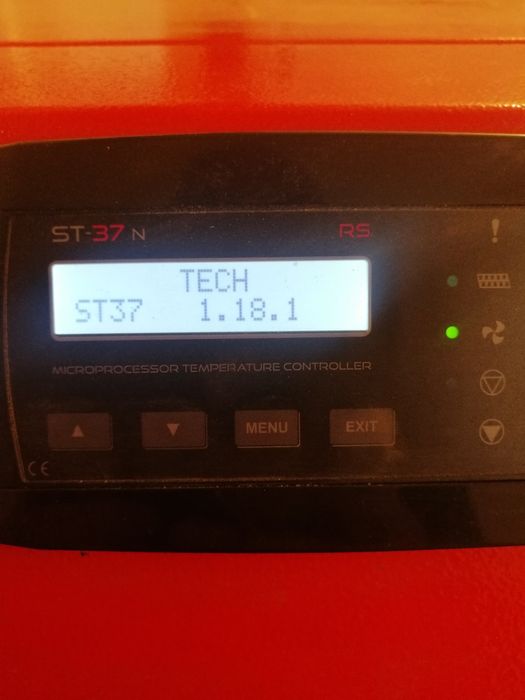 ST-37 N RS
TECH
ST37 1.18.1
MICROPROCESSOR TEMPERATURE CONTROLLER
MENU EXIT
CE